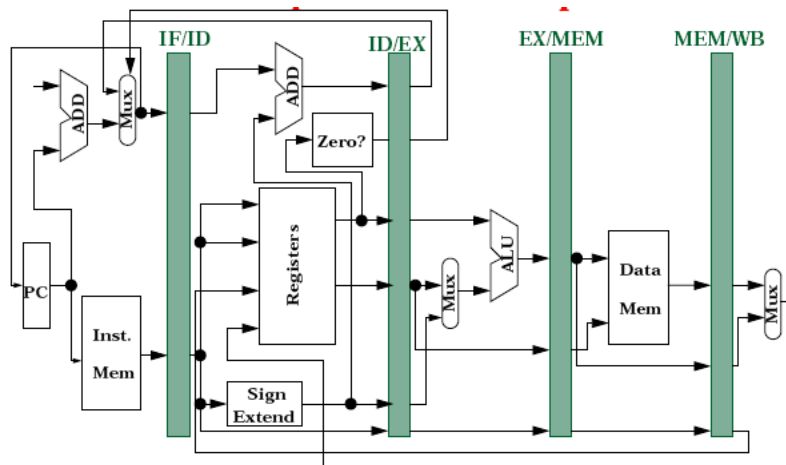 IF/ID
ID/EX
EX/MEM
MEM/WB
ADD
Mux
ADD
Zero?
Registers
ALU
Mux
Data
Mem
Mux
PC
Inst.
Mem
Sign
Extend